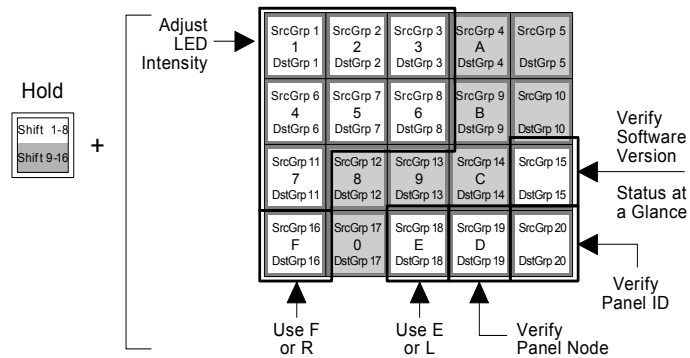 Adjust
LED
Intensity
Hold
Shift 1-8
Shift 9-16
+
SrcGrp 1
1
DstGrp 1
SrcGrp 2
2
DstGrp 2
SrcGrp 3
3
DstGrp 3
SrcGrp 4
A
DstGrp 4
SrcGrp 5
DstGrp 5
SrcGrp 6
4
DstGrp 6
SrcGrp 7
5
DstGrp 7
SrcGrp 8
6
DstGrp 8
SrcGrp 9
B
DstGrp 9
SrcGrp 10
DstGrp 10
SrcGrp 11
7
DstGrp 11
SrcGrp 12
8
DstGrp 12
SrcGrp 13
9
DstGrp 13
SrcGrp 14
C
DstGrp 14
SrcGrp 15
DstGrp 15
SrcGrp 16
F
DstGrp 16
SrcGrp 17
0
DstGrp 17
SrcGrp 18
E
DstGrp 18
SrcGrp 19
D
DstGrp 19
SrcGrp 20
DstGrp 20
Verify
Software
Version
Status at
a Glance
Verify
Panel ID
Use F
or R
Use E
or L
Verify
Panel Node